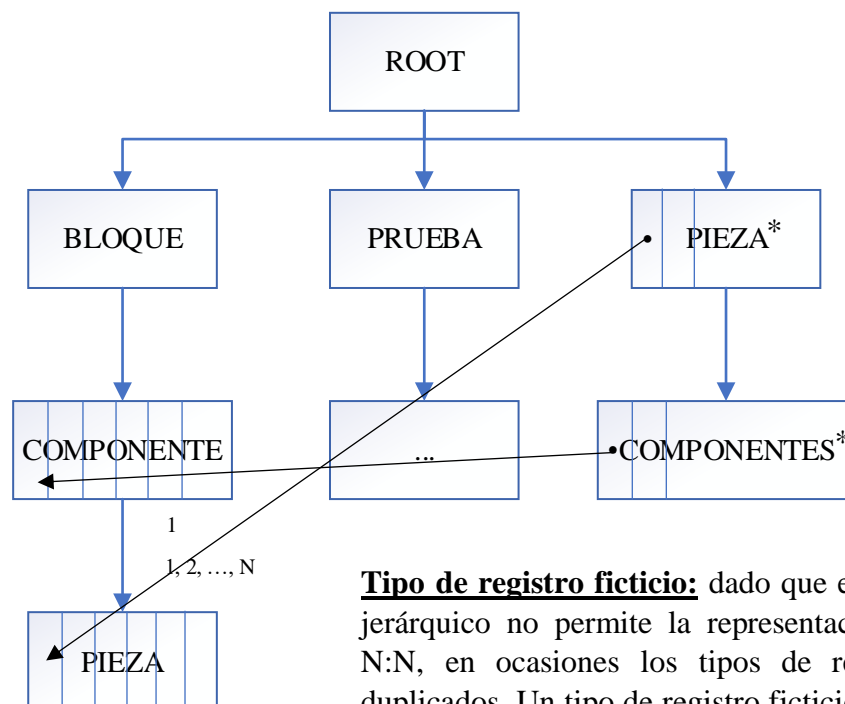 ROOT
BLOQUE
PRUEBA
PIEZA*
COMPONENTE
...
COMPONENTES*
1
1, 2, …, N
PIEZA
Tipo de registro ficticio: dado que e
jerárquico no permite la representac
N:N, en ocasiones los tipos de re
duplicados. Un tipo de registro ficticio